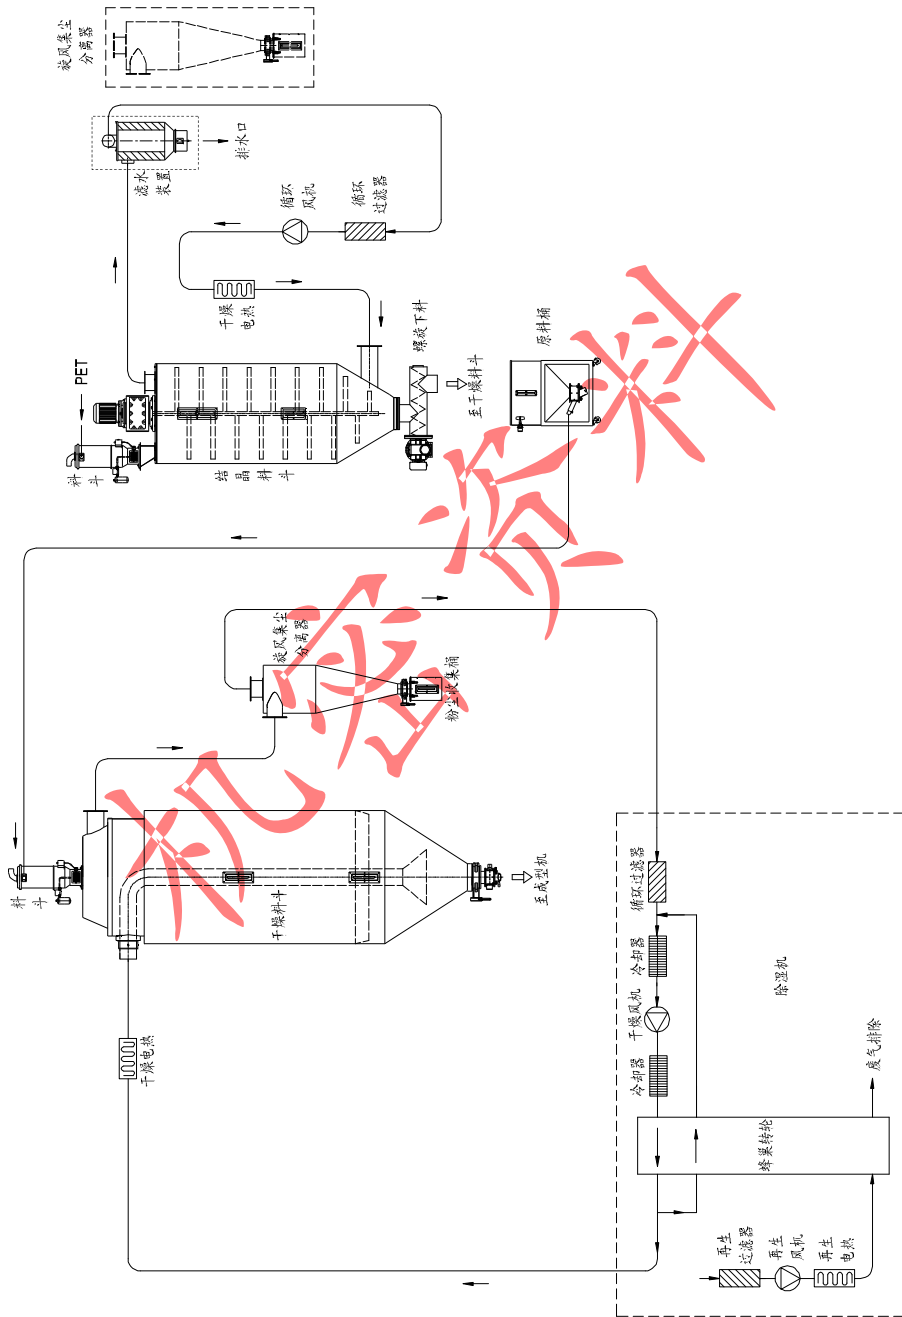 旋风集尘
分离器
滤水
装置
排水口
循环
风机
循环
过滤器
干燥
电热
PET
料斗
结晶料斗
螺旋下料
至干燥料斗
原料桶
旋风集尘
分离器
粉尘收集桶
料斗
干燥料斗
至成型机
干燥电热
循环过滤器
冷却器
干燥风机
冷却器
除湿机
废气排除
蜂巢转轮
再生
过滤器
再生
风机
再生
电热
机密资料